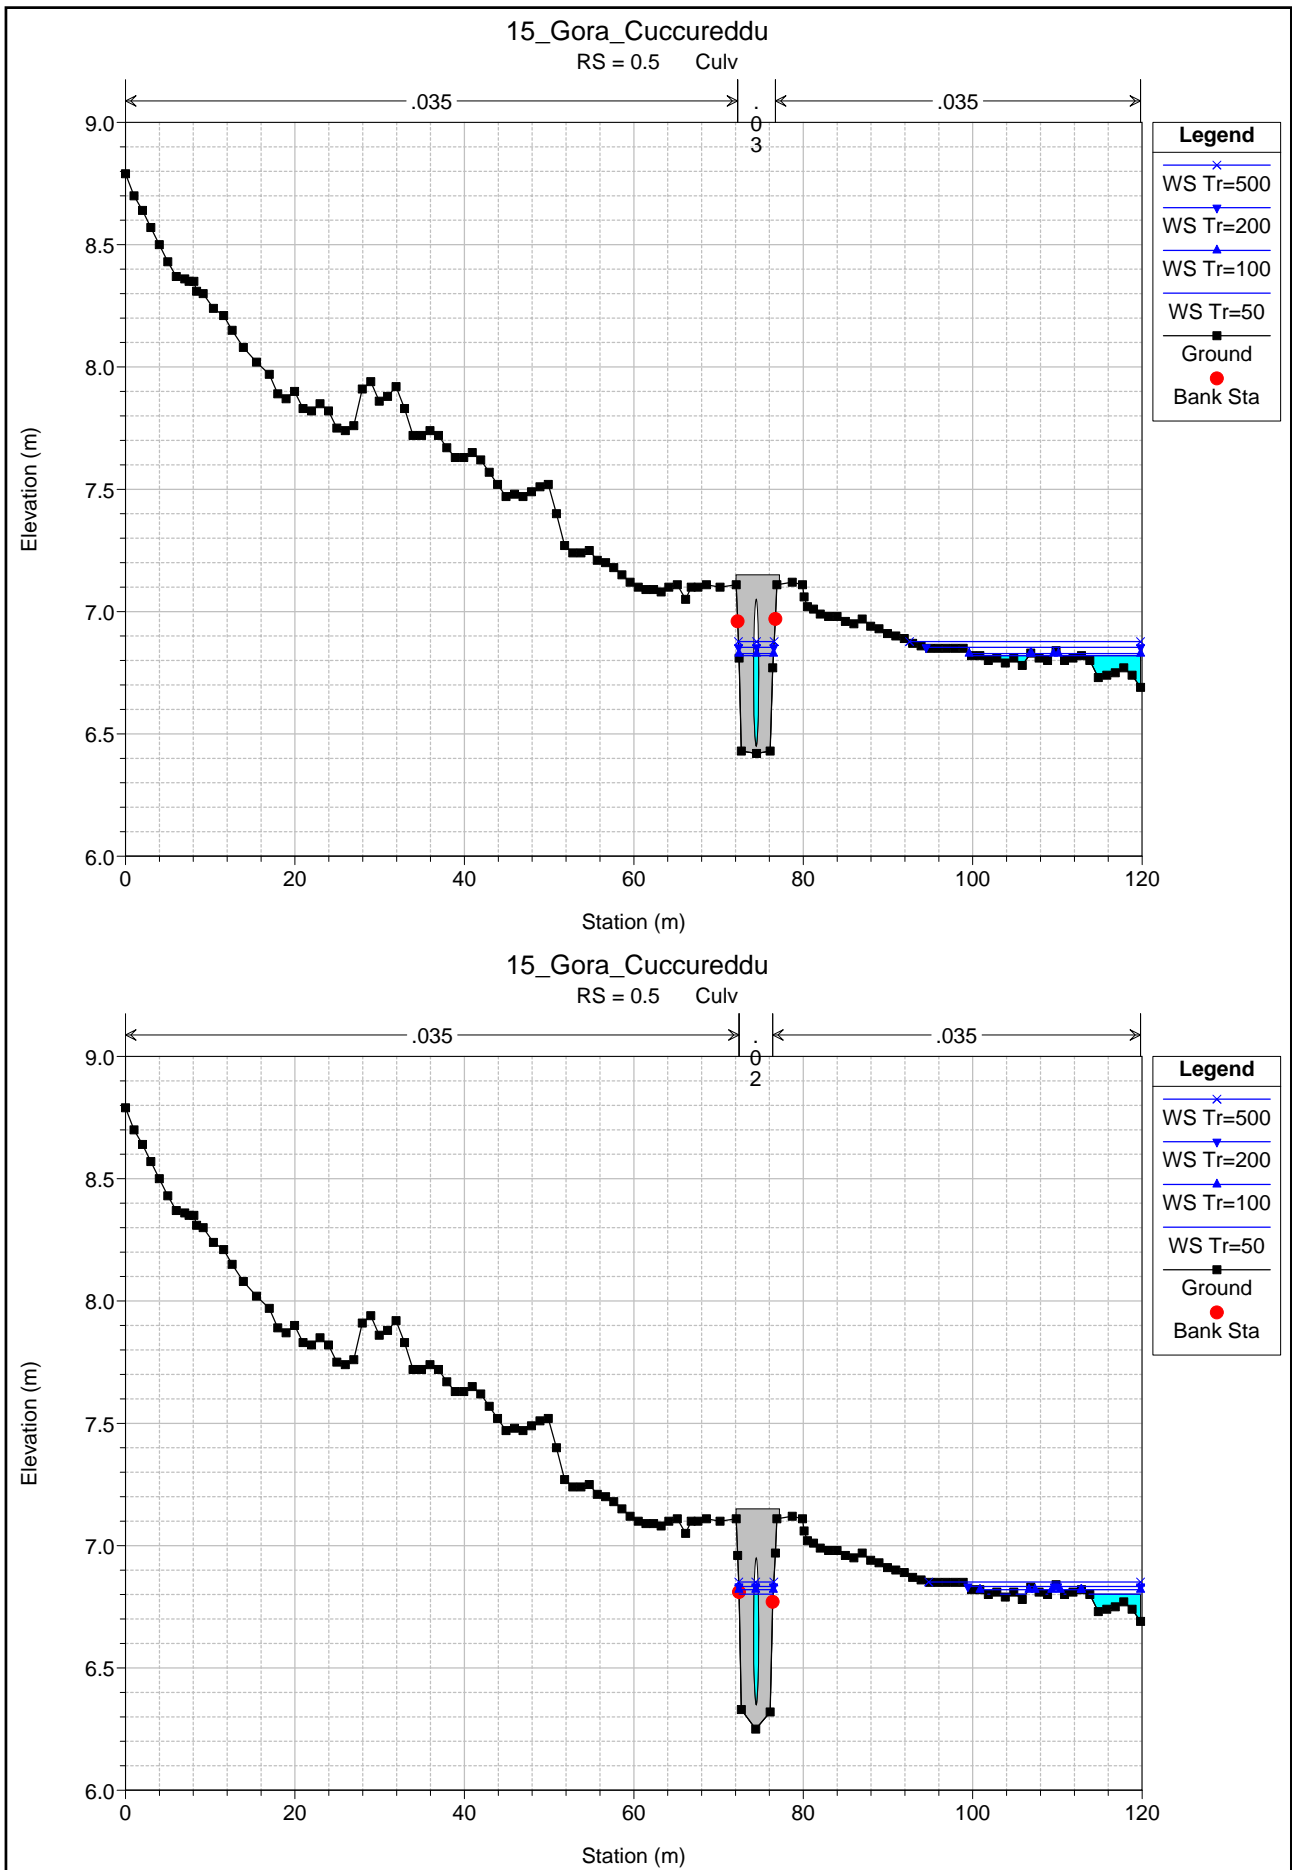 15_Gora_Cuccureddu
RS = 0.5 Culv
.035
.03
.035
9.0
8.5
8.0
7.5
7.0
6.5
6.0
Elevation (m)
0 20 40 60 80 100 120
Station (m)
Legend
WS Tr=500
WS Tr=200
WS Tr=100
WS Tr=50
Ground
Bank Sta
15_Gora_Cuccureddu
RS = 0.5 Culv
.035
.02
.035
9.0
8.5
8.0
7.5
7.0
6.5
6.0
Elevation (m)
0 20 40 60 80 100 120
Station (m)
Legend
WS Tr=500
WS Tr=200
WS Tr=100
WS Tr=50
Ground
Bank Sta